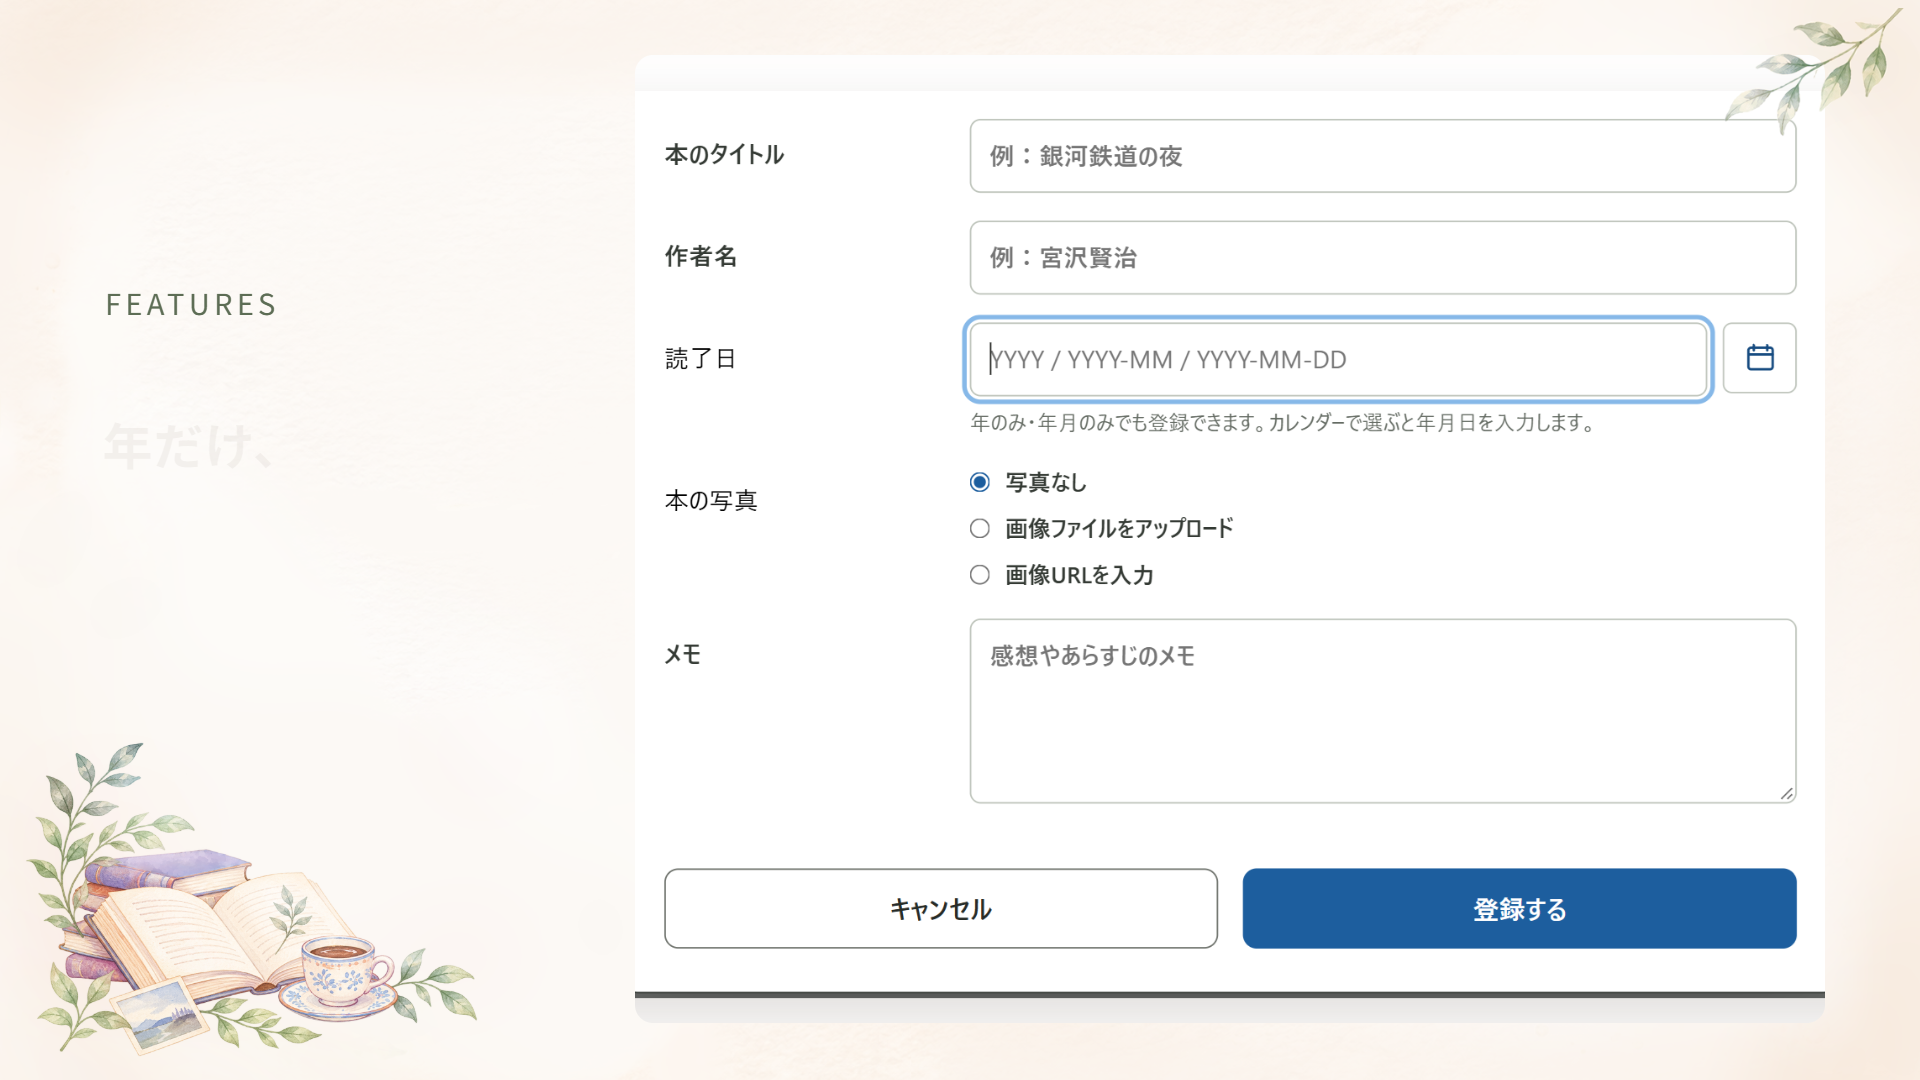 FEATURES
年だけ、
本のタイトル
例：銀河鉄道の夜
作者名
例：宮沢賢治
読了日
YYYY / YYYY-MM / YYYY-MM-DD
年のみ・年月のみでも登録できます。カレンダーで選ぶと年月日を入力します。
本の写真
写真なし
画像ファイルをアップロード
画像URLを入力
メモ
感想やあらすじのメモ
キャンセル
登録する